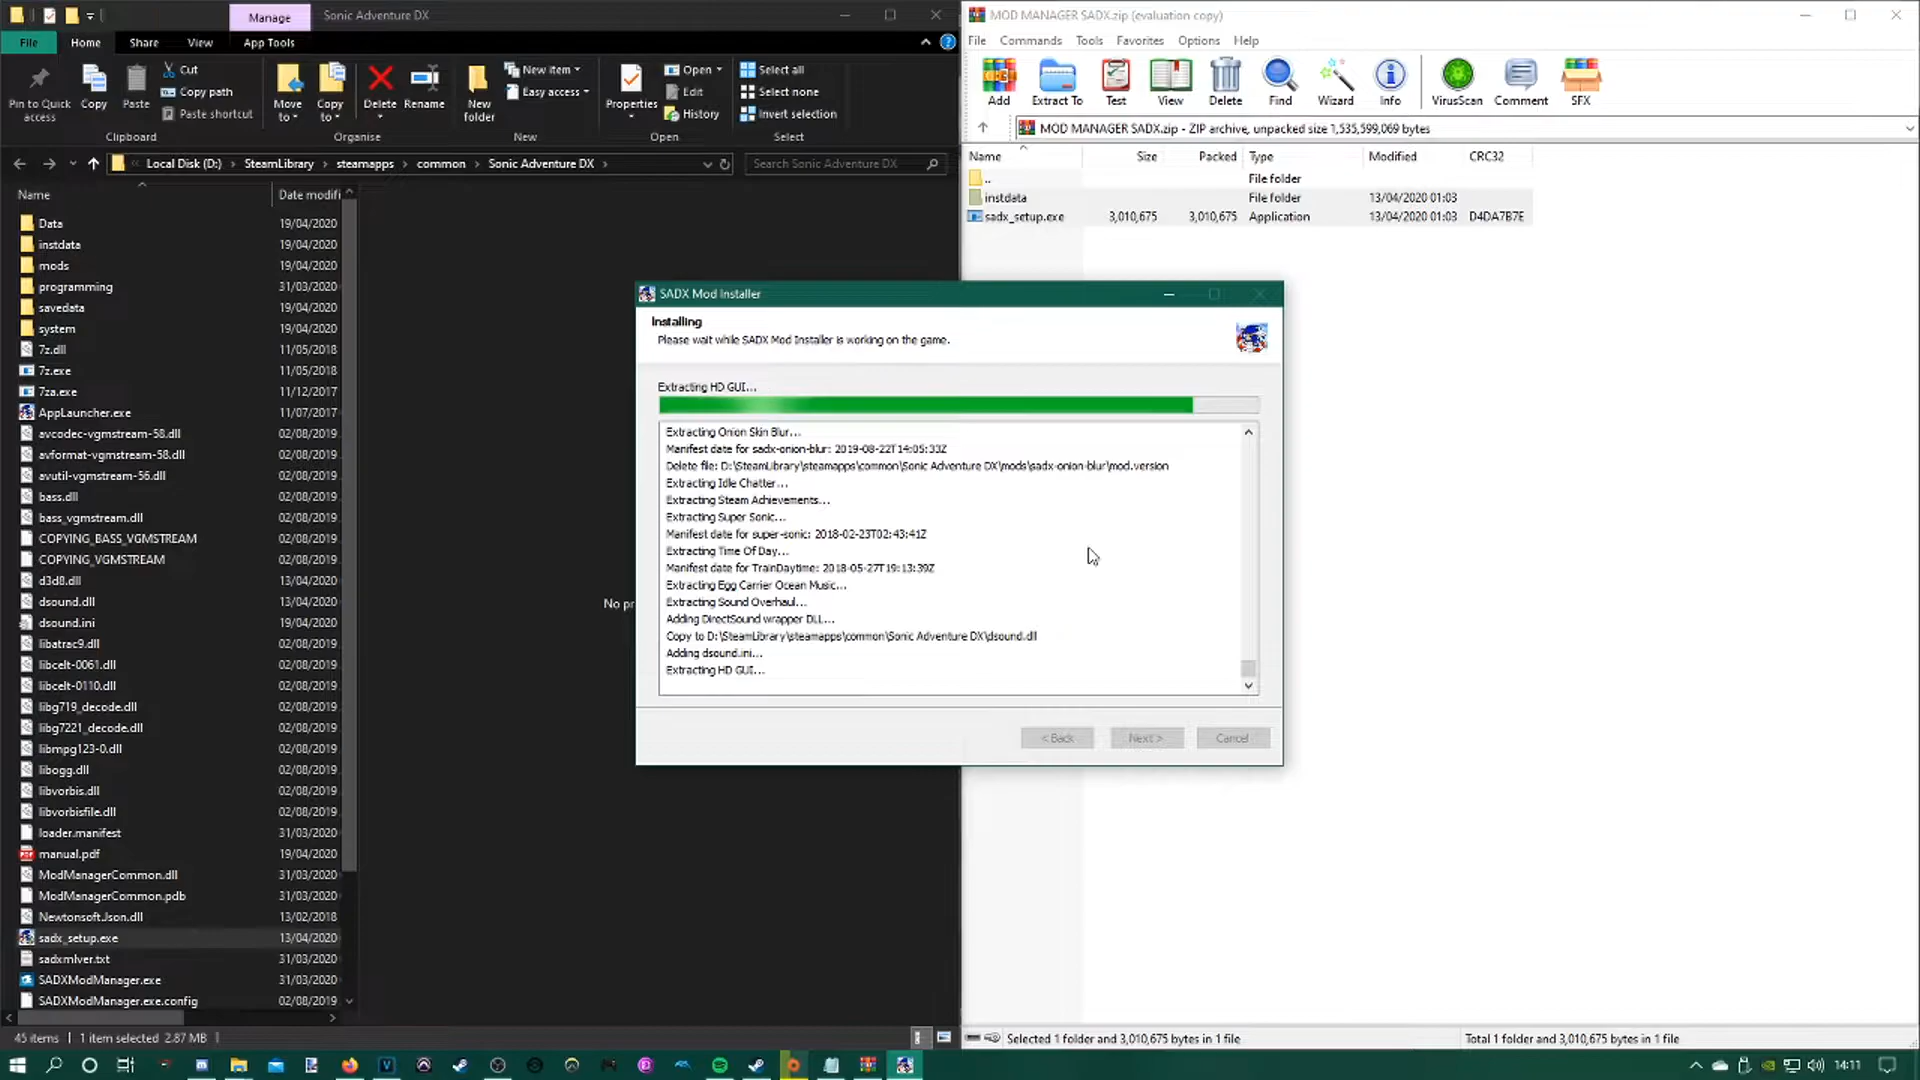 Manage
Sonic Adventure DX
File
Home
Share
View
App Tools
Pin to Quick access
Copy
Paste
Cut
Copy path
Paste shortcut
Clipboard
Move to
Copy to
Delete
Rename
Organise
New folder
New item
Easy access
New
Properties
Open
Edit
History
Open
Select all
Select none
Invert selection
Select
Local Disk (D:) > SteamLibrary > steamapps > common > Sonic Adventure DX >
Search Sonic Adventure DX
Name
Date modifi
Data 19/04/2020
instdata 19/04/2020
mods 19/04/2020
programming 31/03/2020
savedata 19/04/2020
system 19/04/2020
7z.dll 11/05/2018
7z.exe 11/05/2018
7za.exe 11/12/2017
AppLauncher.exe 11/07/2017
avcodec-vgmstream-58.dll 02/08/2019
avformat-vgmstream-58.dll 02/08/2019
avutil-vgmstream-56.dll 02/08/2019
bass.dll 02/08/2019
bass_vgmstream.dll 02/08/2019
COPYING_BASS_VGMSTREAM 02/08/2019
COPYING_VGMSTREAM 02/08/2019
d3d8.dll 13/04/2020
dsound.dll 13/04/2020
dsound.ini 19/04/2020
libatrac9.dll 02/08/2019
libcelt-0061.dll 02/08/2019
libcelt-0110.dll 02/08/2019
libg719_decode.dll 02/08/2019
libg7221_decode.dll 02/08/2019
libmpg123-0.dll 02/08/2019
libogg.dll 02/08/2019
libvorbis.dll 02/08/2019
libvorbisfile.dll 02/08/2019
loader.manifest 31/03/2020
manual.pdf 19/04/2020
ModManagerCommon.dll 31/03/2020
ModManagerCommon.pdb 31/03/2020
Newtonsoft.Json.dll 13/02/2018
sadx_setup.exe 13/04/2020
sadxmlver.txt 31/03/2020
SADXModManager.exe 31/03/2020
SADXModManager.exe.config 02/08/2019
No pr
45 items | 1 item selected 2.87 MB |
MOD MANAGER SADX.zip (evaluation copy)
File Commands Tools Favorites Options Help
Add
Extract To
Test
View
Delete
Find
Wizard
Info
VirusScan
Comment
SFX
MOD MANAGER SADX.zip - ZIP archive, unpacked size 1,535,599,069 bytes
Name Size Packed Type Modified CRC32
.. File folder
instdata File folder 13/04/2020 01:03
sadx_setup.exe 3,010,675 3,010,675 Application 13/04/2020 01:03 D4DA7B7E
SADX Mod Installer
Installing
Please wait while SADX Mod Installer is working on the game.
Extracting HD GUI...
Extracting Onion Skin Blur...
Manifest date for sadx-onion-blur: 2019-08-22T14:05:33Z
Delete file: D:\SteamLibrary\steamapps\common\Sonic Adventure DX\mods\sadx-onion-blur\mod.version
Extracting Idle Chatter...
Extracting Steam Achievements...
Extracting Super Sonic...
Manifest date for super-sonic: 2018-02-23T02:43:41Z
Extracting Time Of Day...
Manifest date for TrainDaytime: 2018-05-27T19:13:39Z
Extracting Egg Carrier Ocean Music...
Extracting Sound Overhaul...
Adding DirectSound wrapper DLL...
Copy to D:\SteamLibrary\steamapps\common\Sonic Adventure DX\dsound.dll
Adding dsound.ini...
Extracting HD GUI...
< Back
Next >
Cancel
Selected 1 folder and 3,010,675 bytes in 1 file
Total 1 folder and 3,010,675 bytes in 1 file
14:11